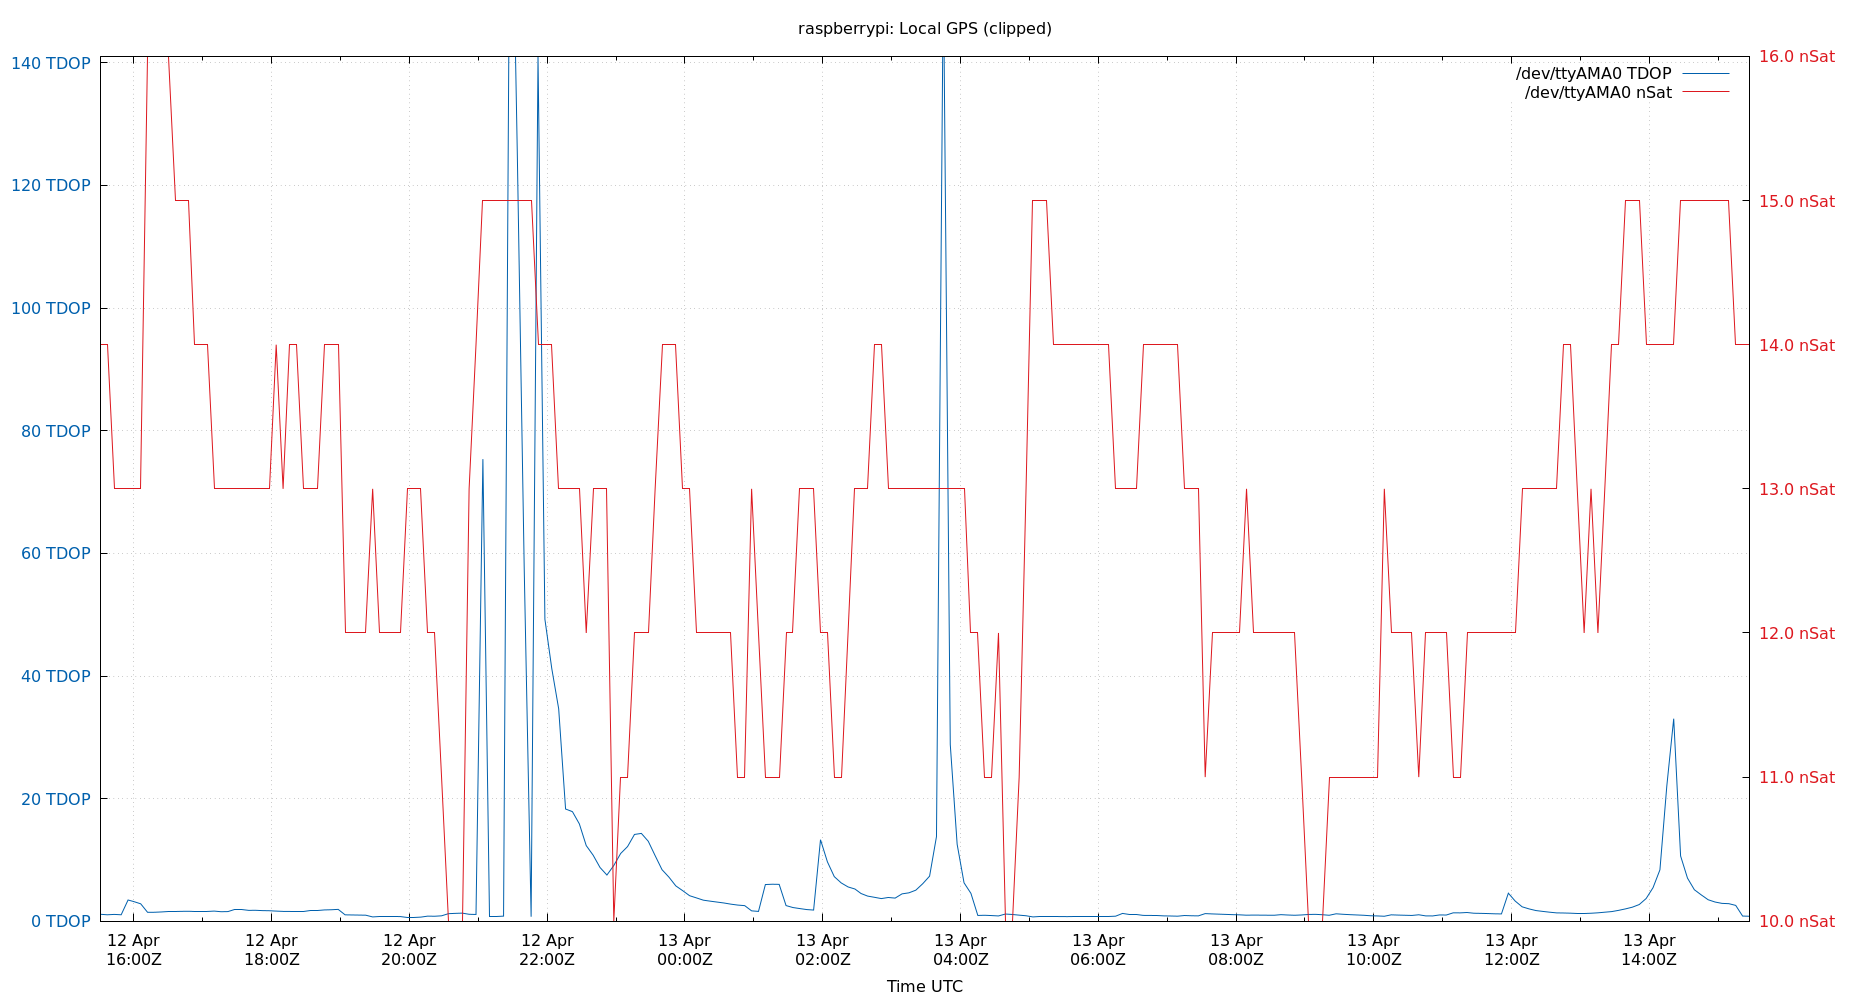 raspberrypi: Local GPS (clipped)
140 TDOP
120 TDOP
100 TDOP
80 TDOP
60 TDOP
40 TDOP
20 TDOP
0 TDOP
16.0 nSat
15.0 nSat
14.0 nSat
13.0 nSat
12.0 nSat
11.0 nSat
10.0 nSat
/dev/ttyAMA0 TDOP
/dev/ttyAMA0 nSat
12 Apr 12 Apr 12 Apr 12 Apr 13 Apr 13 Apr 13 Apr 13 Apr 13 Apr 13 Apr 13 Apr 13 Apr
16:00Z 18:00Z 20:00Z 22:00Z 00:00Z 02:00Z 04:00Z 06:00Z 08:00Z 10:00Z 12:00Z 14:00Z
Time UTC